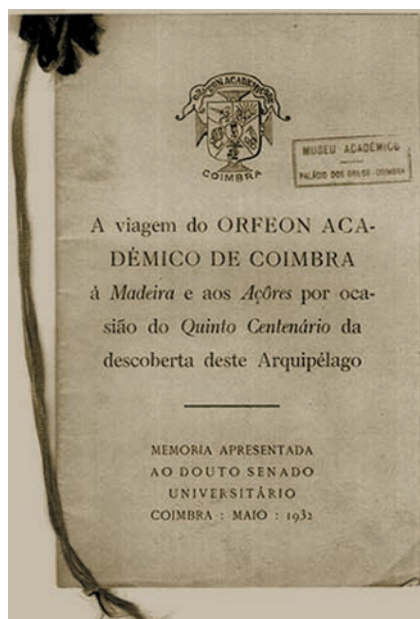 ORFEON ACADEMICO
COIMBRA
MUSEU ACADÉMICO
PALÁCIO DOS GRILOS - COIMBRA
A viagem do ORFEON ACA-
DÉMICO DE COIMBRA
á Madeira e aos Açôres por oca-
sião do Quinto Centenário da
descoberta deste Arquipélago
MEMORIA APRESENTADA
AO DOUTO SENADO
UNIVERSITÁRIO
COIMBRA : MAIO : 1932